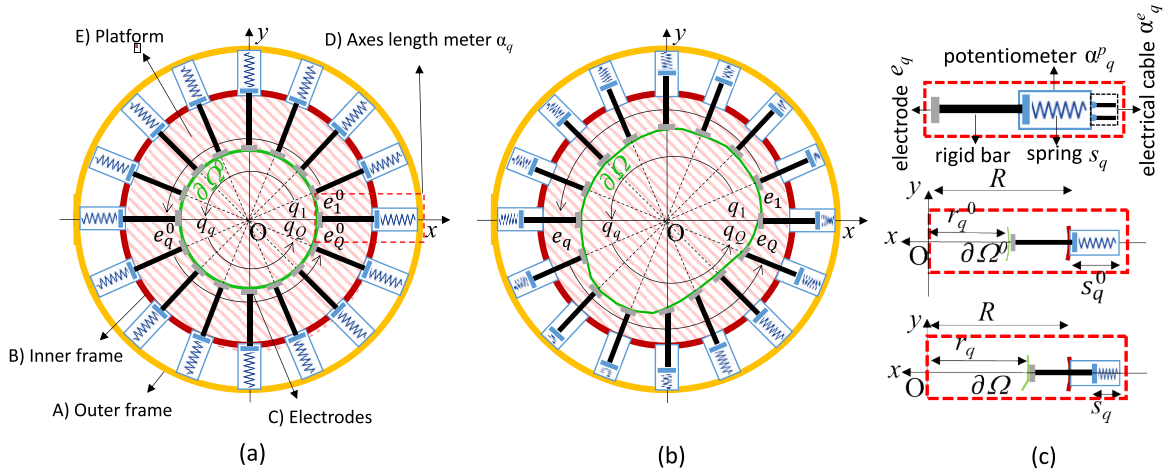 E) Platform
y
D) Axes length meter α_q
∂Ω⁰
q_1
e_1^0
e_q^0
q_q
O
q_Q
e_Q^0
x
B) Inner frame
A) Outer frame
C) Electrodes
(a)
y
∂Ω
q_1
e_1
e_q
q_q
O
q_Q
e_Q
x
(b)
potentiometer α^p_q
electrode e_q
electrical cable α^e_q
rigid bar
spring s_q
y
R
r_q^0
x
O
∂Ω⁰
s_q^0
y
R
r_q
x
O
∂Ω
s_q
(c)